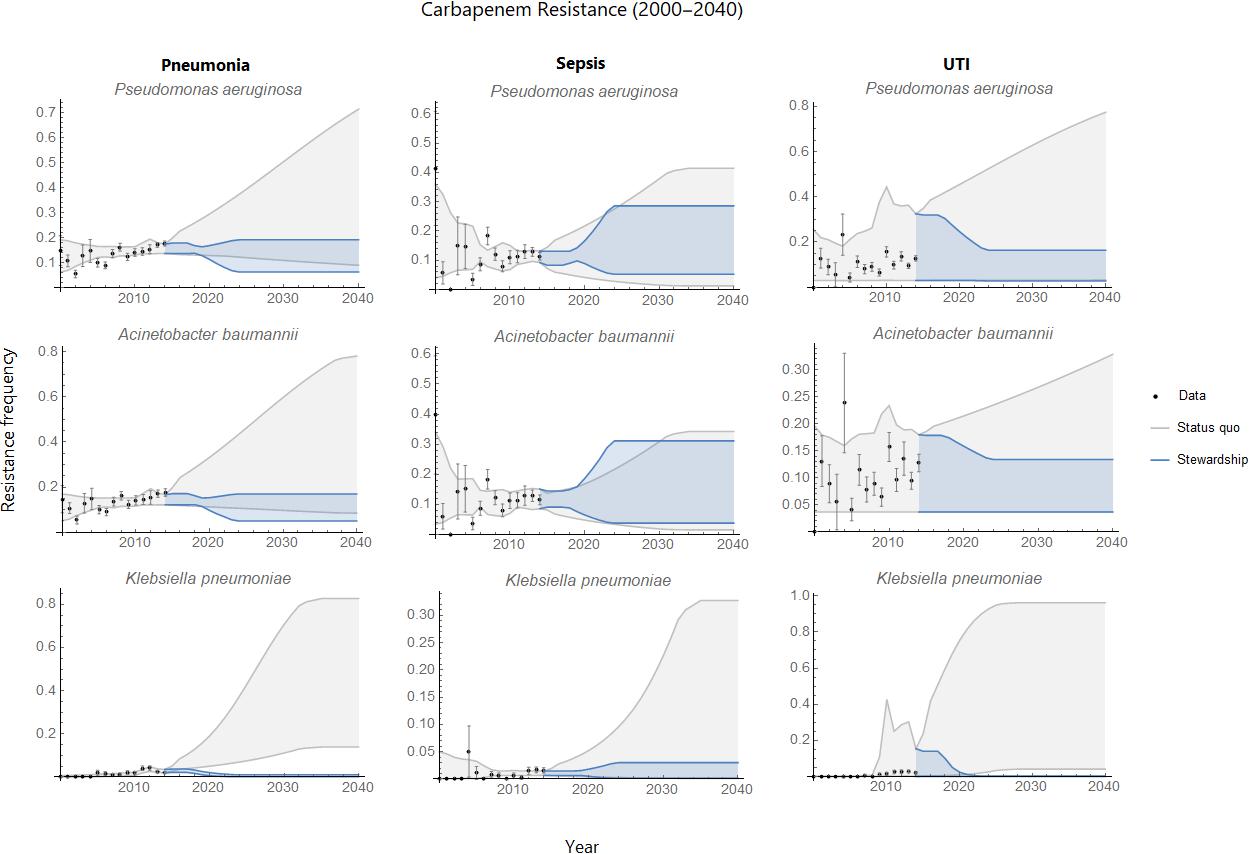 Carbapenem Resistance (2000–2040)
Pneumonia Sepsis UTI
Pseudomonas aeruginosa Pseudomonas aeruginosa Pseudomonas aeruginosa
0.7
0.6
0.5
0.4
0.3
0.2
0.1
2010 2020 2030 2040
0.6
0.5
0.4
0.3
0.2
0.1
2010 2020 2030 2040
0.8
0.6
0.4
0.2
2010 2020 2030 2040
Resistance frequency
Acinetobacter baumannii Acinetobacter baumannii Acinetobacter baumannii
0.8
0.6
0.4
0.2
2010 2020 2030 2040
0.6
0.5
0.4
0.3
0.2
0.1
2010 2020 2030 2040
0.30
0.25
0.20
0.15
0.10
0.05
2010 2020 2030 2040
Data
Status quo
Stewardship
Klebsiella pneumoniae Klebsiella pneumoniae Klebsiella pneumoniae
0.8
0.6
0.4
0.2
2010 2020 2030 2040
0.30
0.25
0.20
0.15
0.10
0.05
2010 2020 2030 2040
1.0
0.8
0.6
0.4
0.2
2010 2020 2030 2040
Year